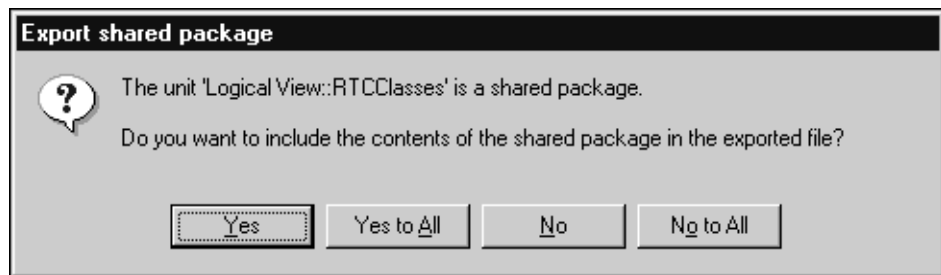 Export shared package
The unit 'Logical View::RTCClasses' is a shared package.
Do you want to include the contents of the shared package in the exported file?
Yes Yes to All No No to All